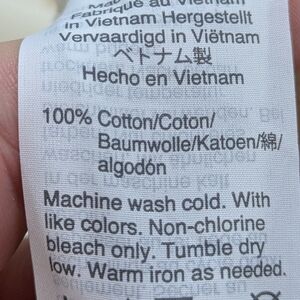 Fabriqué au Vietnam
in Vietnam Hergestellt
Vervaardigd in Viëtnam
ベトナム製
Hecho en Vietnam
100% Cotton/Coton/
Baumwolle/Katoen/綿/
algodón
Machine wash cold. With
like colors. Non-chlorine
bleach only. Tumble dry
low. Warm iron as needed.